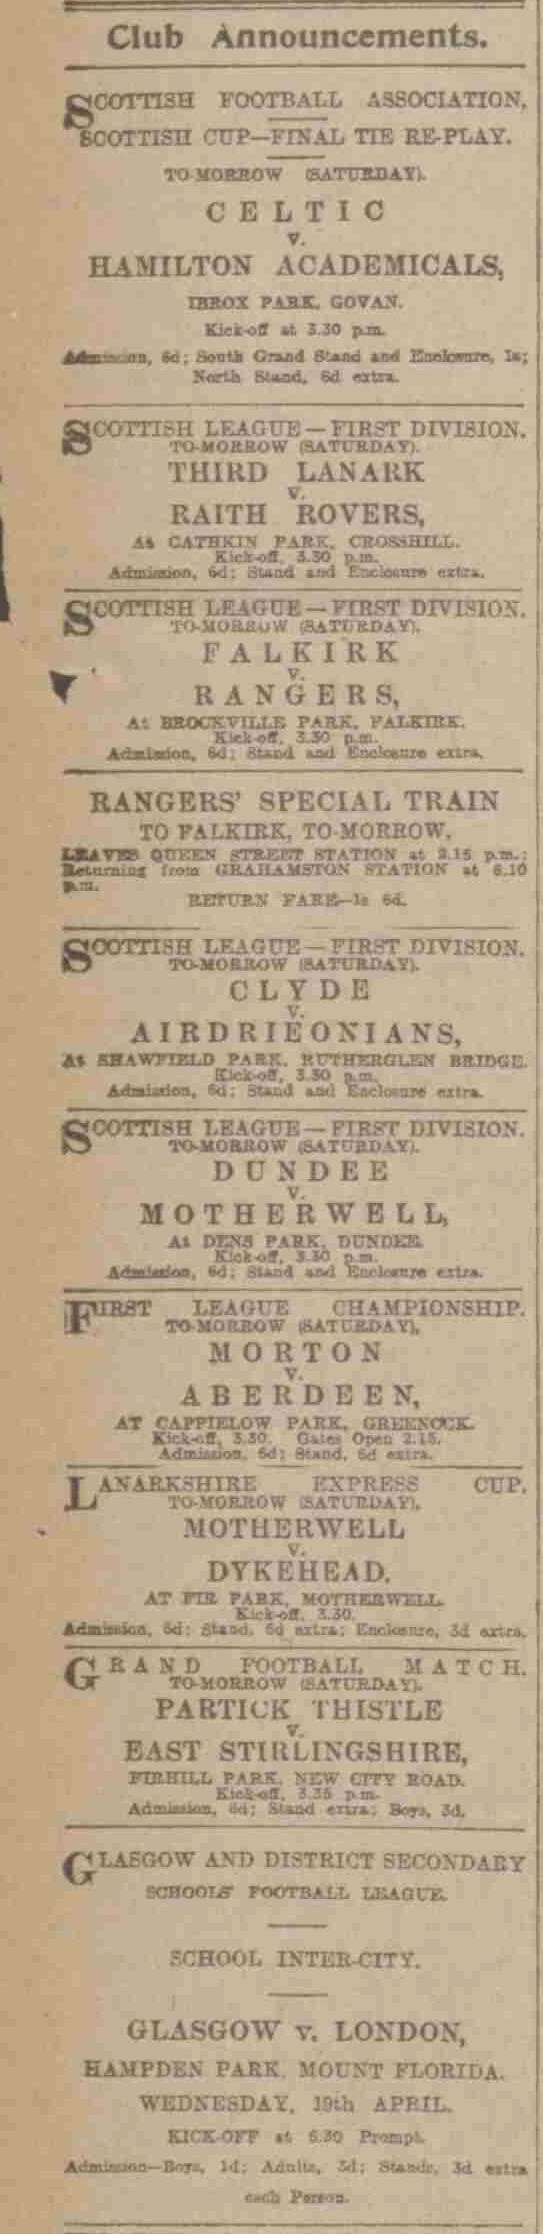 Club Announcements.
SCOTTISH FOOTBALL ASSOCIATION,
SCOTTISH CUP—FINAL TIE RE-PLAY.
TO-MORROW (SATURDAY).
CELTIC
v.
HAMILTON ACADEMICALS,
IBROX PARK, GOVAN.
Kick-off at 3.30 p.m.
Admission, 6d; South Grand Stand and Enclosure, 1s;
North Stand, 6d extra.
SCOTTISH LEAGUE—FIRST DIVISION.
TO-MORROW (SATURDAY).
THIRD LANARK
v.
RAITH ROVERS,
At CATHKIN PARK, CROSSHILL.
Kick-off, 3.30 p.m.
Admission, 6d; Stand and Enclosure extra.
SCOTTISH LEAGUE—FIRST DIVISION.
TO-MORROW (SATURDAY).
FALKIRK
v.
RANGERS,
At BROCKVILLE PARK, FALKIRK.
Kick-off, 3.30 p.m.
Admission, 6d; Stand and Enclosure extra.
RANGERS' SPECIAL TRAIN
TO FALKIRK, TO-MORROW,
LEAVES QUEEN STREET STATION at 2.15 p.m.;
Returning from GRAHAMSTON STATION at 6.10
p.m.
RETURN FARE—1s 6d.
SCOTTISH LEAGUE—FIRST DIVISION.
TO-MORROW (SATURDAY).
CLYDE
v.
AIRDRIEONIANS,
At SHAWFIELD PARK, RUTHERGLEN BRIDGE.
Kick-off, 3.30 p.m.
Admission, 6d; Stand and Enclosure extra.
SCOTTISH LEAGUE—FIRST DIVISION.
TO-MORROW (SATURDAY).
DUNDEE
v.
MOTHERWELL,
At DENS PARK, DUNDEE.
Kick-off, 3.30 p.m.
Admission, 6d; Stand and Enclosure extra.
FIRST LEAGUE CHAMPIONSHIP.
TO-MORROW (SATURDAY),
MORTON
v.
ABERDEEN,
AT CAPPIELOW PARK, GREENOCK.
Kick-off, 3.30. Gates Open 2.15.
Admission, 6d; Stand, 6d extra.
LANARKSHIRE EXPRESS CUP.
TO-MORROW (SATURDAY),
MOTHERWELL
v.
DYKEHEAD,
AT FIR PARK, MOTHERWELL.
Kick-off, 3.30.
Admission, 6d; Stand, 6d extra; Enclosure, 3d extra.
GRAND FOOTBALL MATCH.
TO-MORROW (SATURDAY),
PARTICK THISTLE
v.
EAST STIRLINGSHIRE,
FIRHILL PARK, NEW CITY ROAD.
Kick-off, 3.35 p.m.
Admission, 6d; Stand extra; Boys, 3d.
GLASGOW AND DISTRICT SECONDARY
SCHOOLS' FOOTBALL LEAGUE.
SCHOOL INTER-CITY.
GLASGOW v. LONDON,
HAMPDEN PARK, MOUNT FLORIDA.
WEDNESDAY, 19th APRIL.
KICK-OFF at 6.30 Prompt.
Admission—Boys, 1d; Adults, 3d; Stands, 3d extra
each Person.